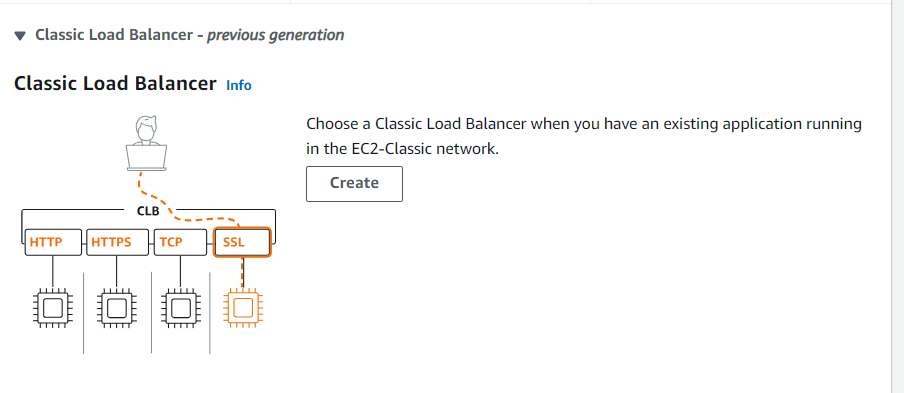 Classic Load Balancer - previous generation
Classic Load Balancer Info
Choose a Classic Load Balancer when you have an existing application running
in the EC2-Classic network.
Create
CLB
HTTP HTTPS TCP SSL